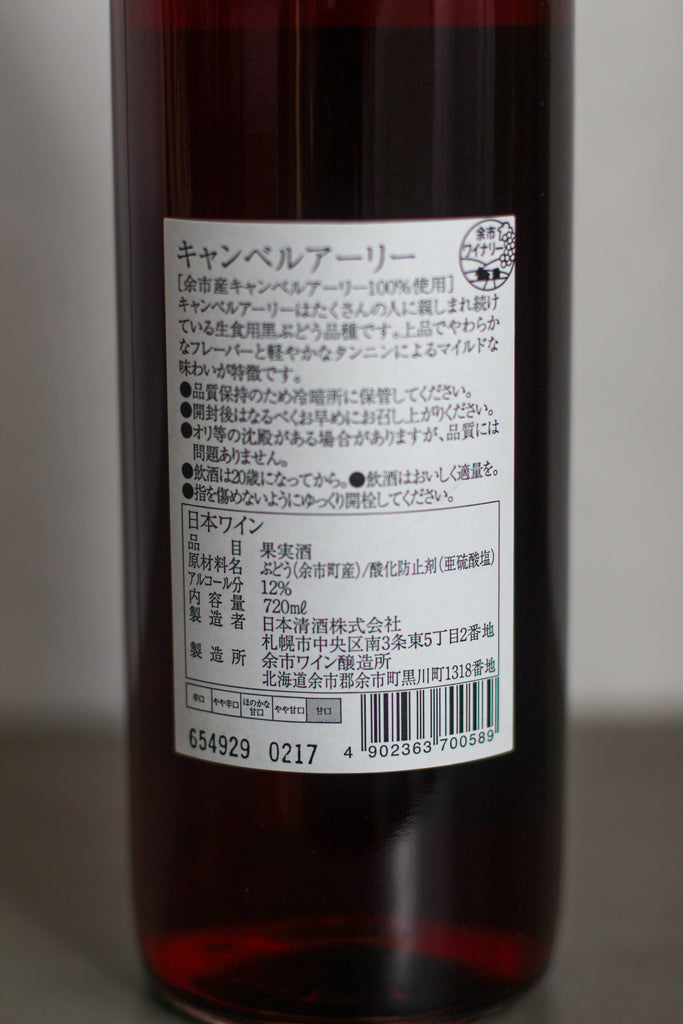 キャンベルアーリー
余市
ワイナリー
[余市産キャンベルアーリー100%使用]
キャンベルアーリーはたくさんの人に親しまれ続け
ている生食用黒ぶどう品種です。上品でやわらか
なフレーバーと軽やかなタンニンによるマイルドな
味わいが特徴です。
●品質保持のため冷暗所に保管してください。
●開封後はなるべくお早めにお召し上がりください。
●オリ等の沈殿がある場合がありますが、品質には
問題ありません。
●飲酒は20歳になってから。●飲酒はおいしく適量を。
●指を傷めないようにゆっくり開栓してください。
日本ワイン
品目 果実酒
原材料名 ぶどう(余市町産)/酸化防止剤(亜硫酸塩)
アルコール分 12%
内容量 720ml
製造者 日本清酒株式会社
札幌市中央区南3条東5丁目2番地
製造所 余市ワイン醸造所
北海道余市郡余市町黒川町1318番地
辛口 やや辛口 ほのかな甘口 やや甘口 甘口
654929 0217
4 902363 700589